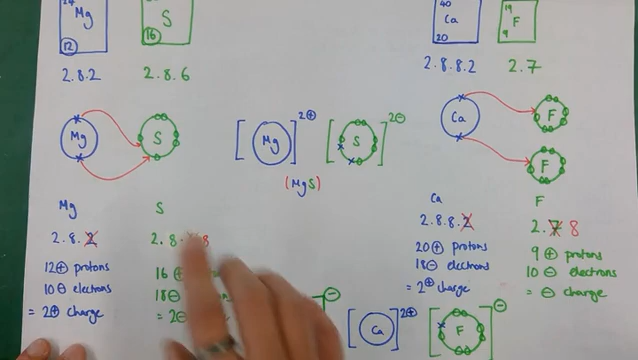 24
Mg
12
S
16
40
Ca
20
19
F
9
2.8.2
2.8.6
2.8.8.2
2.7
Mg
S
[ Mg ] 2+
[ S ] 2-
(MgS)
Ca
F
F
Mg
2.8.2
12+ protons
10- electrons
= 2+ charge
S
2.8. 8
16+
18-
= 2-
Ca
2.8.8.2
20+ protons
18- electrons
= 2+ charge
F
2.7 8
9+ protons
10- electrons
= - charge
] -
[ Ca ] 2+
[ F ] -